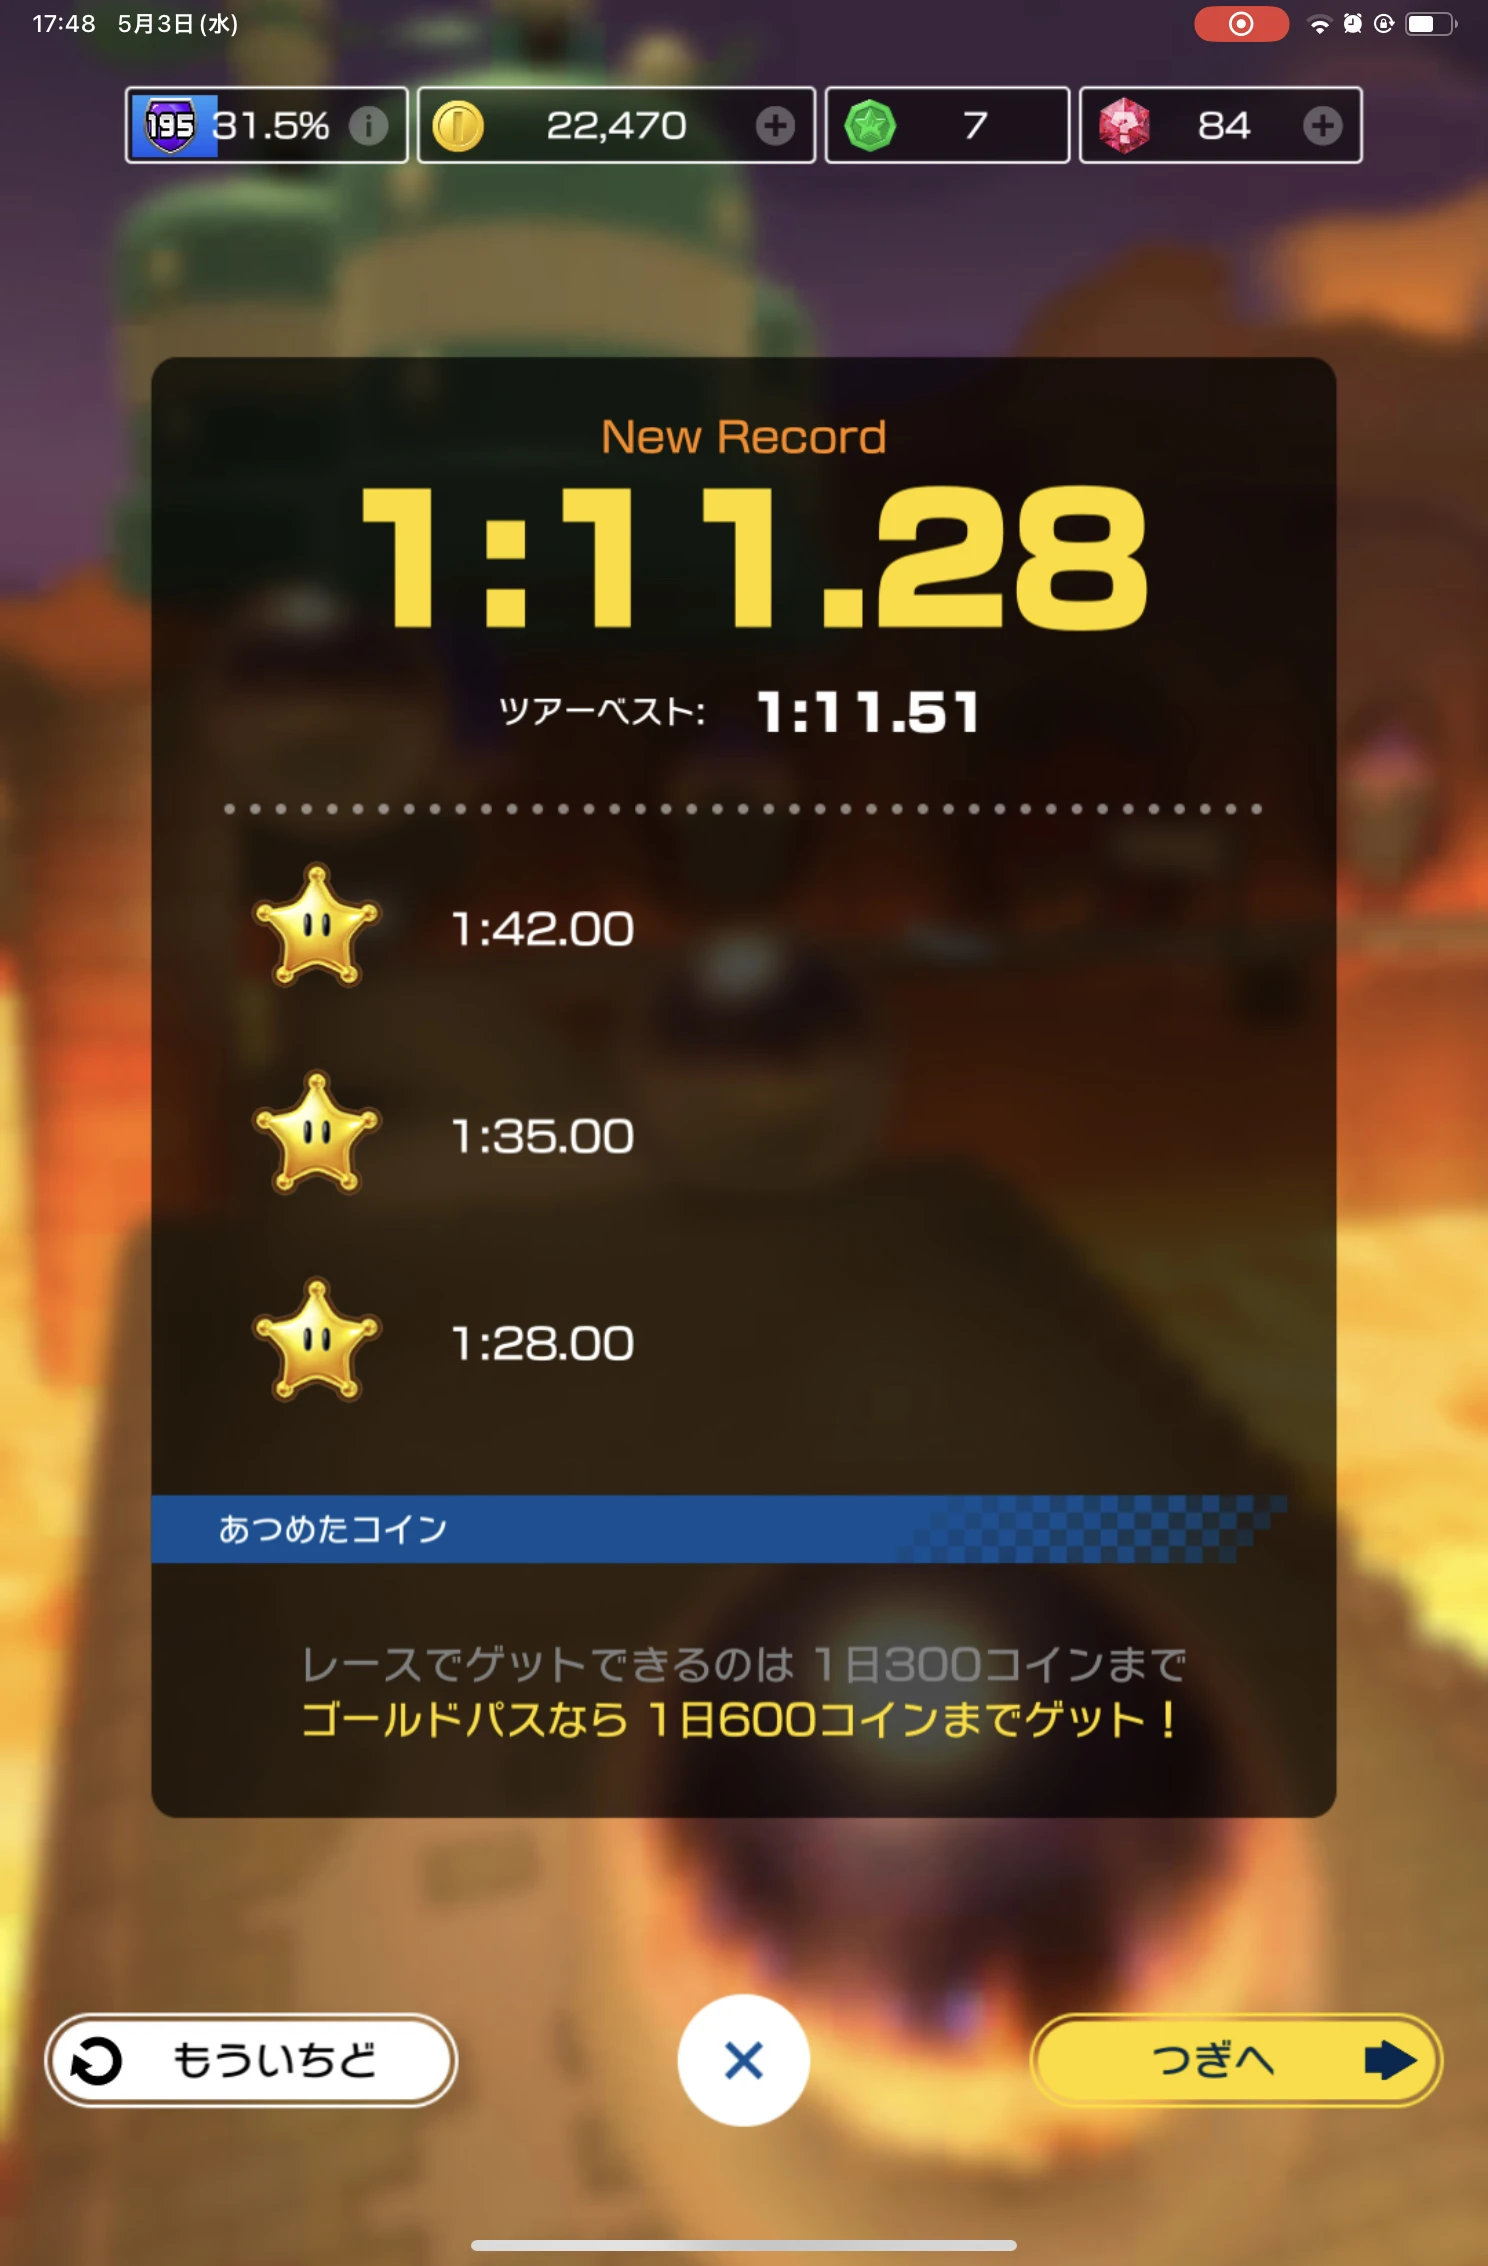 17:48 5月3日(水)
195 31.5% 22,470 7 84
New Record
1:11.28
ツアーベスト: 1:11.51
1:42.00
1:35.00
1:28.00
あつめたコイン
レースでゲットできるのは 1日300コインまで
ゴールドパスなら 1日600コインまでゲット!
もういちど
つぎへ